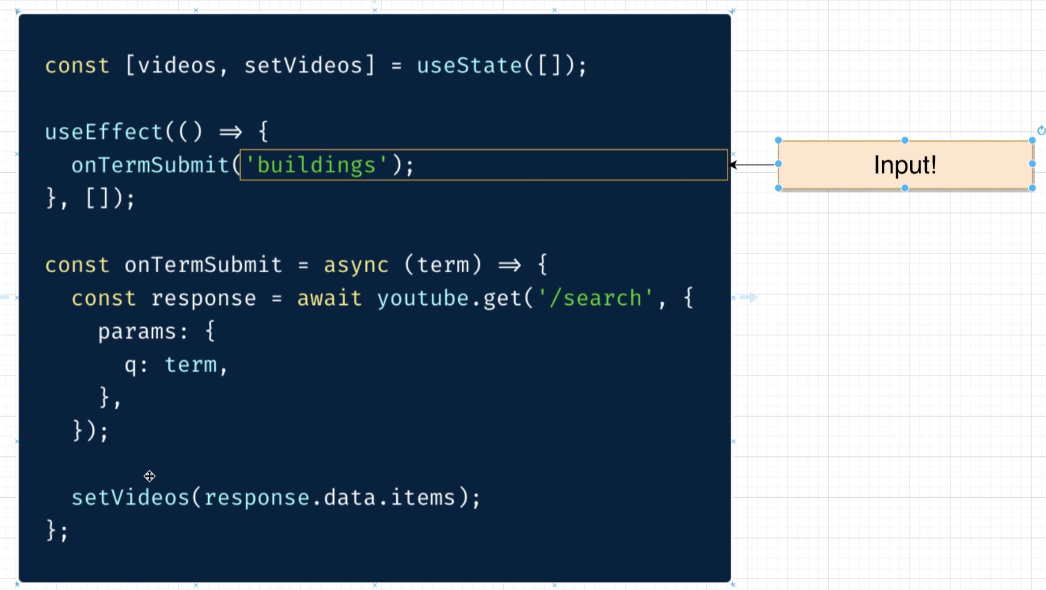 const [videos, setVideos] = useState([]);
useEffect(() => {
onTermSubmit('buildings');
Input!
}, []);
const onTermSubmit = async (term) => {
const response = await youtube.get('/search', {
params: {
q: term,
},
});
setVideos(response.data.items);
};